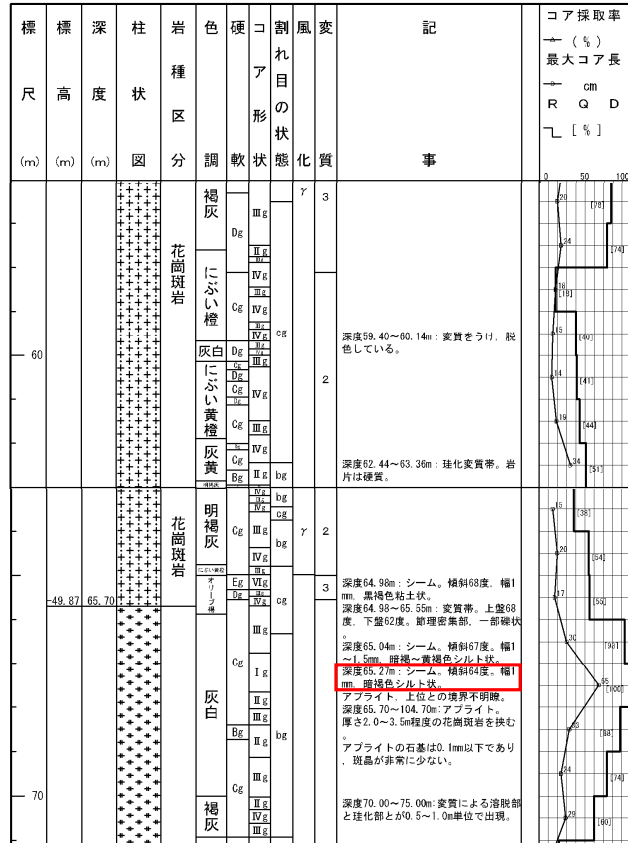 標尺(m)
標高(m)
深度(m)
柱状図
岩種区分
色調
硬軟
コア形状
割れ目の状態
風化
変質
記事
コア採取率
(%)
最大コア長
cm
R Q D
[%]
0 50 100
60
70
-49.87
65.70
花崗斑岩
花崗斑岩
褐灰
にぶい橙
灰白
にぶい黄橙
灰黄
明褐灰
オリーブ褐
灰白
褐灰
Dg
Cg
Dg
Cg
Dg
Cg
Dg
Cg
Cg
Bg
Cg
Eg
Dg
Cg
Bg
Cg
Ⅲg
Ⅱg
Ⅳg
Ⅲg
Ⅳg
Ⅲg
Ⅳg
Ⅲg
Ⅳg
Ⅲg
Ⅳg
Ⅱg
Ⅳg
Ⅳg
Ⅲg
Ⅳg
Ⅲg
Ⅵg
Ⅲg
Ⅳg
Ⅲg
Ⅰg
Ⅱg
Ⅲg
Ⅱg
Ⅲg
Ⅱg
Ⅳg
Ⅲg
cg
bg
bg
cg
bg
cg
bg
γ
γ
3
2
2
3
深度59.40～60.14m：変質をうけ，脱
色している。
深度62.44～63.36m：珪化変質帯。岩
片は硬質。
深度64.98m：シーム。傾斜68度，幅1
mm，黒褐色粘土状。
深度64.98～65.55m：変質帯。上盤68
度，下盤62度。節理密集部，一部礫状
。
深度65.04m：シーム。傾斜67度。幅1
～1.5mm，暗褐～黄褐色シルト状。
深度65.27m：シーム。傾斜64度。幅1
mm，暗褐色シルト状。
アプライト，上位との境界不明瞭。
深度65.70～104.70m:アプライト。
厚さ2.0～3.5m程度の花崗斑岩を挟む
。
アプライトの石基は0.1mm以下であり
，斑晶が非常に少ない。
深度70.00～75.00m:変質による溶脱部
と珪化部とが0.5～1.0m単位で出現。
20
[78]
24
[74]
18
[19]
15
[40]
14
[41]
19
[44]
34
[51]
15
[38]
20
[54]
17
[55]
30
[93]
55
[100]
33
[88]
24
[74]
29
[60]